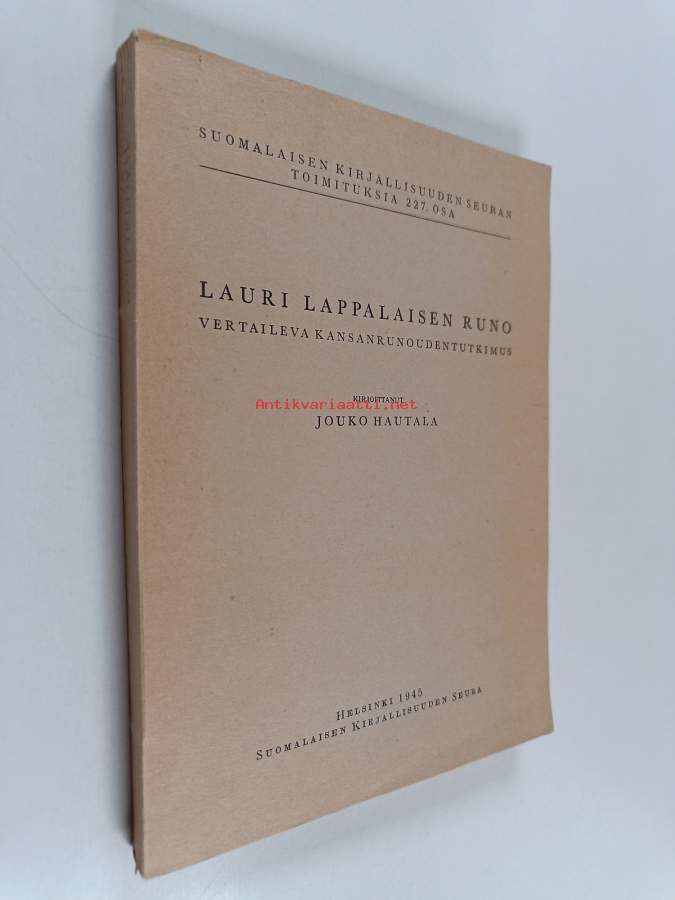 SUOMALAISEN KIRJALLISUUDEN SEURAN
TOIMITUKSIA 227. OSA
LAURI LAPPALAISEN RUNO
VERTAILEVA KANSANRUNOUDENTUTKIMUS
KIRJOITTANUT
Antikvariaatti.net
JOUKO HAUTALA
HELSINKI 1945
SUOMALAISEN KIRJALLISUUDEN SEURA